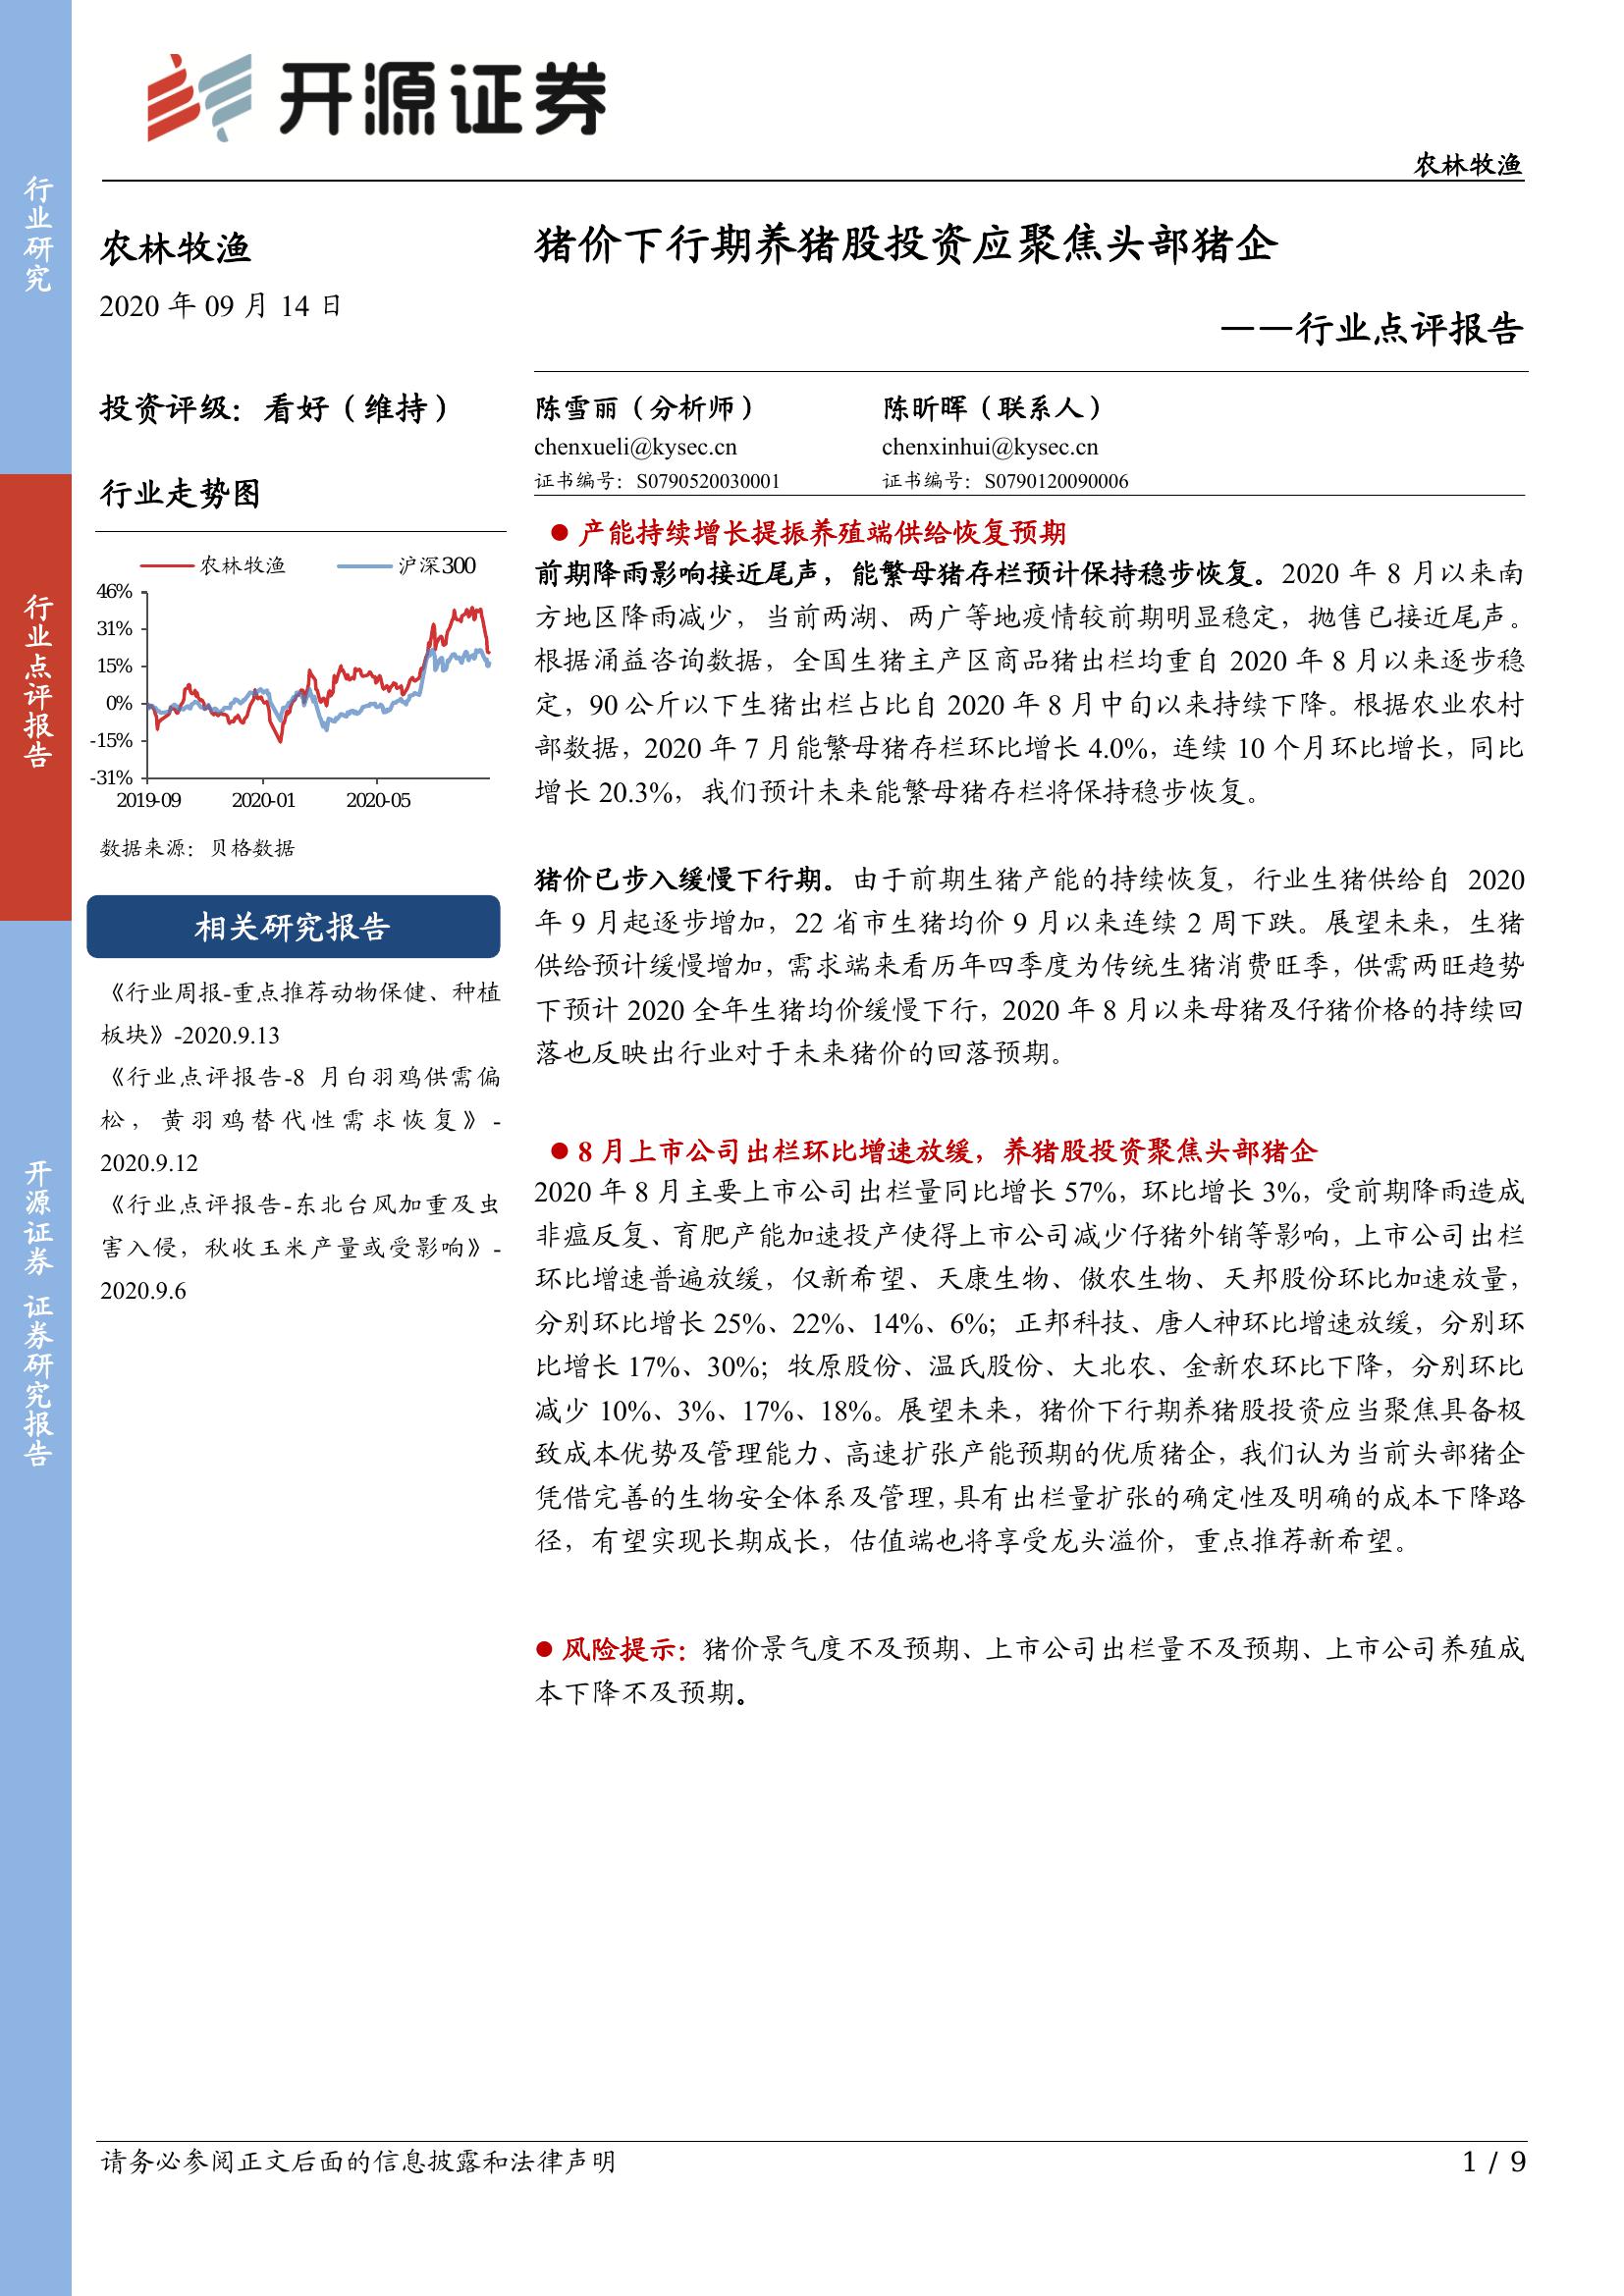 开源证券
农林牧渔
行业研究
行业点评报告
开源证券 证券研究报告
农林牧渔
2020 年 09 月 14 日
投资评级：看好（维持）
行业走势图
农林牧渔 沪深300
46%
31%
15%
0%
-15%
-31%
2019-09 2020-01 2020-05
数据来源：贝格数据
相关研究报告
《行业周报-重点推荐动物保健、种植
板块》-2020.9.13
《行业点评报告-8 月白羽鸡供需偏
松，黄羽鸡替代性需求恢复》-
2020.9.12
《行业点评报告-东北台风加重及虫
害入侵，秋收玉米产量或受影响》-
2020.9.6
猪价下行期养猪股投资应聚焦头部猪企
——行业点评报告
陈雪丽（分析师） 陈昕晖（联系人）
chenxueli@kysec.cn chenxinhui@kysec.cn
证书编号：S0790520030001 证书编号：S0790120090006
● 产能持续增长提振养殖端供给恢复预期
前期降雨影响接近尾声，能繁母猪存栏预计保持稳步恢复。2020 年 8 月以来南
方地区降雨减少，当前两湖、两广等地疫情较前期明显稳定，抛售已接近尾声。
根据涌益咨询数据，全国生猪主产区商品猪出栏均重自 2020 年 8 月以来逐步稳
定，90 公斤以下生猪出栏占比自 2020 年 8 月中旬以来持续下降。根据农业农村
部数据，2020 年 7 月能繁母猪存栏环比增长 4.0%，连续 10 个月环比增长，同比
增长 20.3%，我们预计未来能繁母猪存栏将保持稳步恢复。
猪价已步入缓慢下行期。由于前期生猪产能的持续恢复，行业生猪供给自 2020
年 9 月起逐步增加，22 省市生猪均价 9 月以来连续 2 周下跌。展望未来，生猪
供给预计缓慢增加，需求端来看历年四季度为传统生猪消费旺季，供需两旺趋势
下预计 2020 全年生猪均价缓慢下行，2020 年 8 月以来母猪及仔猪价格的持续回
落也反映出行业对于未来猪价的回落预期。
● 8 月上市公司出栏环比增速放缓，养猪股投资聚焦头部猪企
2020 年 8 月主要上市公司出栏量同比增长 57%，环比增长 3%，受前期降雨造成
非瘟反复、育肥产能加速投产使得上市公司减少仔猪外销等影响，上市公司出栏
环比增速普遍放缓，仅新希望、天康生物、傲农生物、天邦股份环比加速放量，
分别环比增长 25%、22%、14%、6%；正邦科技、唐人神环比增速放缓，分别环
比增长 17%、30%；牧原股份、温氏股份、大北农、金新农环比下降，分别环比
减少 10%、3%、17%、18%。展望未来，猪价下行期养猪股投资应当聚焦具备极
致成本优势及管理能力、高速扩张产能预期的优质猪企，我们认为当前头部猪企
凭借完善的生物安全体系及管理，具有出栏量扩张的确定性及明确的成本下降路
径，有望实现长期成长，估值端也将享受龙头溢价，重点推荐新希望。
● 风险提示：猪价景气度不及预期、上市公司出栏量不及预期、上市公司养殖成
本下降不及预期。
请务必参阅正文后面的信息披露和法律声明 1 / 9